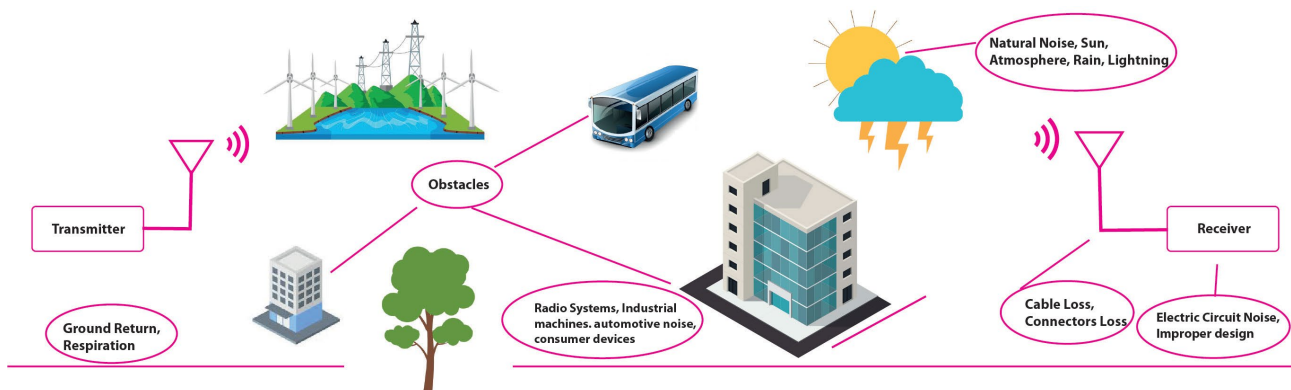 Natural Noise, Sun,
Atmosphere, Rain, Lightning
Obstacles
Transmitter
Receiver
Ground Return,
Respiration
Radio Systems, Industrial
machines. automotive noise,
consumer devices
Cable Loss,
Connectors Loss
Electric Circuit Noise,
Improper design